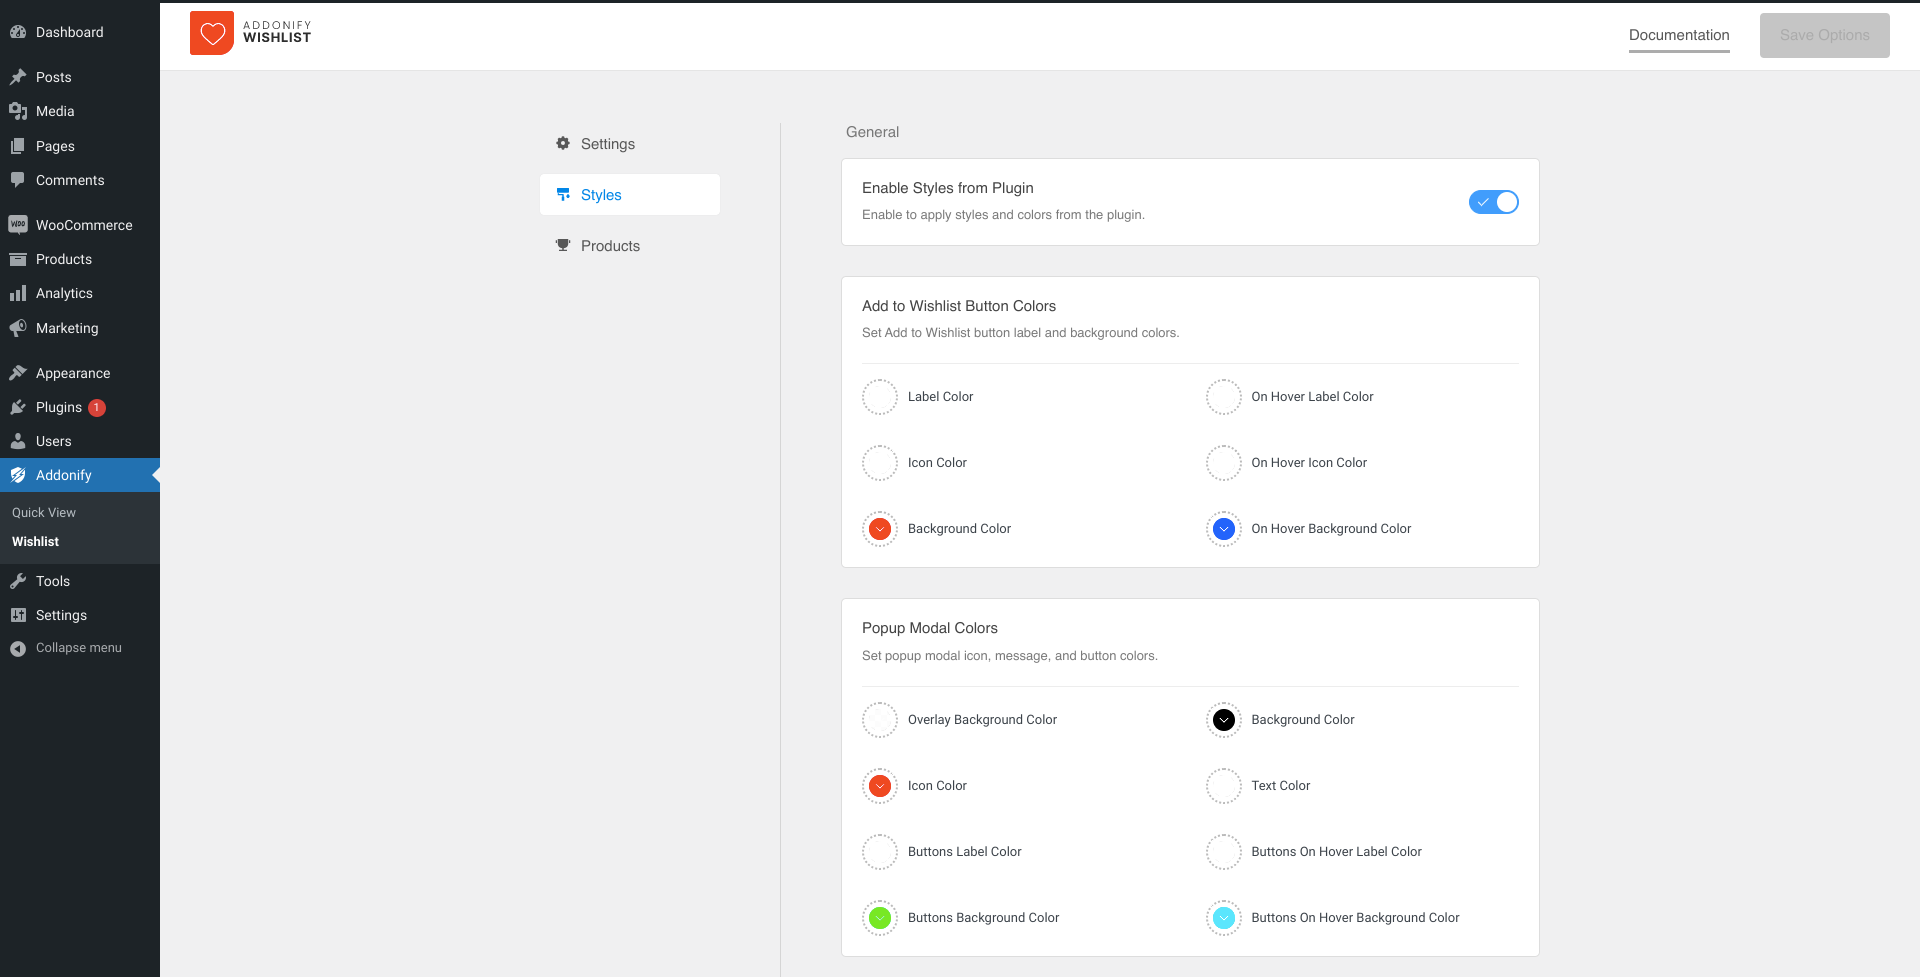 Dashboard
Posts
Media
Pages
Comments
WooCommerce
Products
Analytics
Marketing
Appearance
Plugins 1
Users
Addonify
Quick View
Wishlist
Tools
Settings
Collapse menu
ADDONIFY
WISHLIST
Documentation
Save Options
Settings
Styles
Products
General
Enable Styles from Plugin
Enable to apply styles and colors from the plugin.
Add to Wishlist Button Colors
Set Add to Wishlist button label and background colors.
Label Color
On Hover Label Color
Icon Color
On Hover Icon Color
Background Color
On Hover Background Color
Popup Modal Colors
Set popup modal icon, message, and button colors.
Overlay Background Color
Background Color
Icon Color
Text Color
Buttons Label Color
Buttons On Hover Label Color
Buttons Background Color
Buttons On Hover Background Color